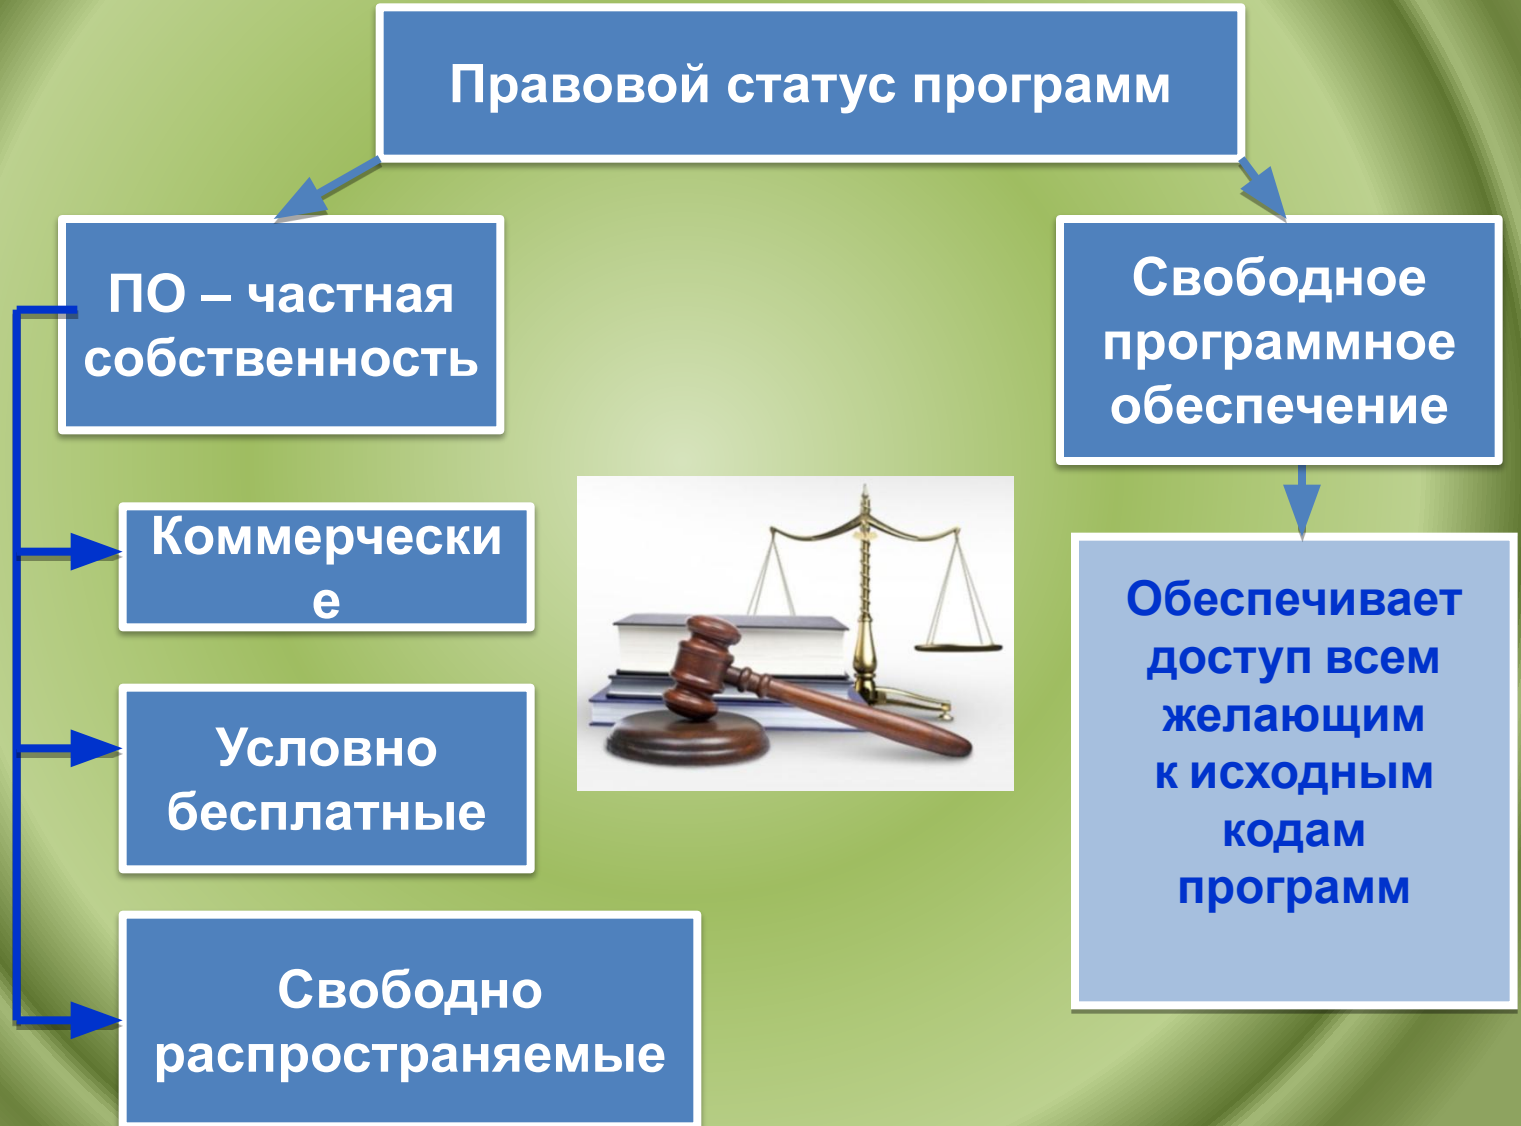 Правовой статус программ
ПО – частная
собственность
Свободное
программное
обеспечение
Коммерчески
е
Условно
бесплатные
Свободно
распространяемые
Обеспечивает
доступ всем
желающим
к исходным
кодам
программ